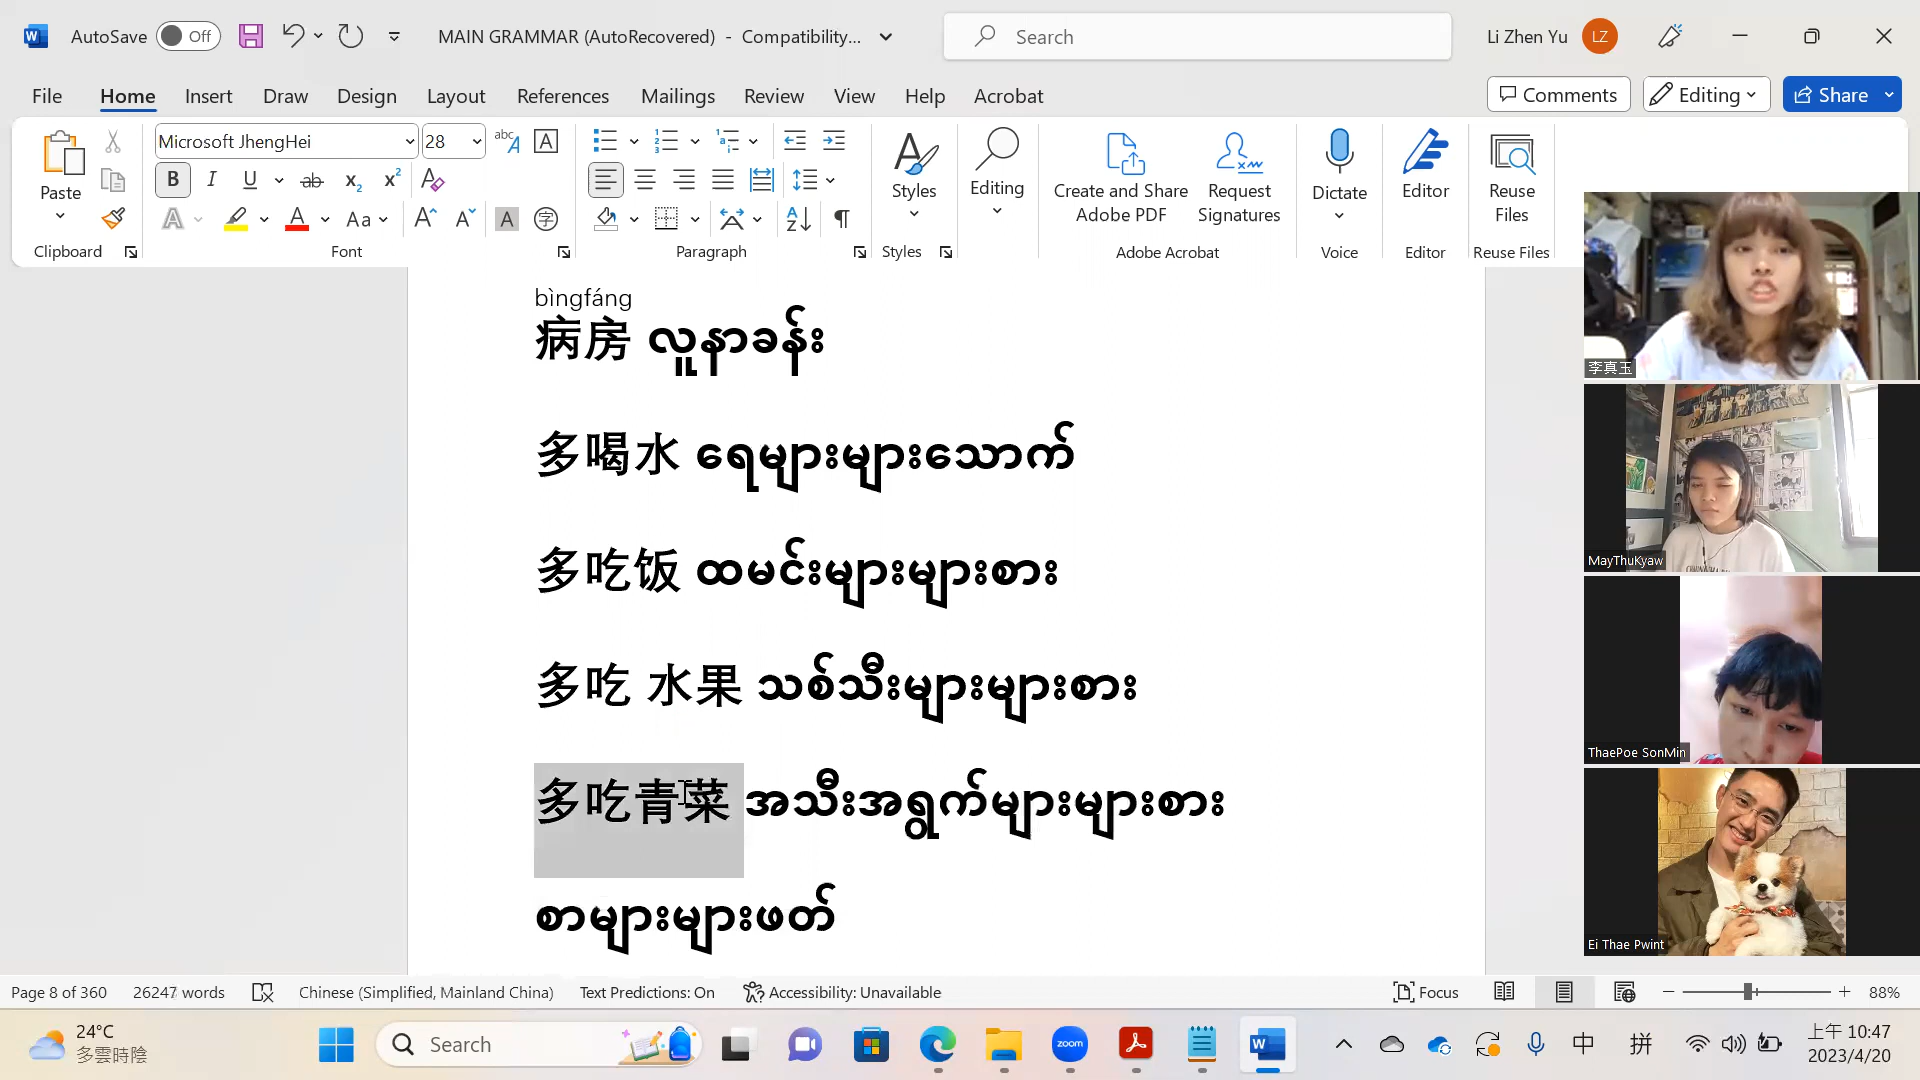 AutoSave Off MAIN GRAMMAR (AutoRecovered) - Compatibility... Search Li Zhen Yu LZ
File Home Insert Draw Design Layout References Mailings Review View Help Acrobat Comments Editing Share
Microsoft JhengHei 28
Paste Styles Editing Create and Share Adobe PDF Request Signatures Dictate Editor Reuse Files
Clipboard Font Paragraph Styles Adobe Acrobat Voice Editor Reuse Files
bìngfáng
病房 လူနာခန်း
多喝水 ရေများများသောက်
多吃饭 ထမင်းများများစား
多吃 水果 သစ်သီးများများစား
多吃青菜 အသီးအရွက်များများစား
စာများများဖတ်
李真玉
MayThuKyaw
ThaePoe SonMin
Ei Thae Pwint
Page 8 of 360 26247 words Chinese (Simplified, Mainland China) Text Predictions: On Accessibility: Unavailable Focus 88%
24°C
多雲時陰
Search
zoom
中 拼
上午 10:47
2023/4/20